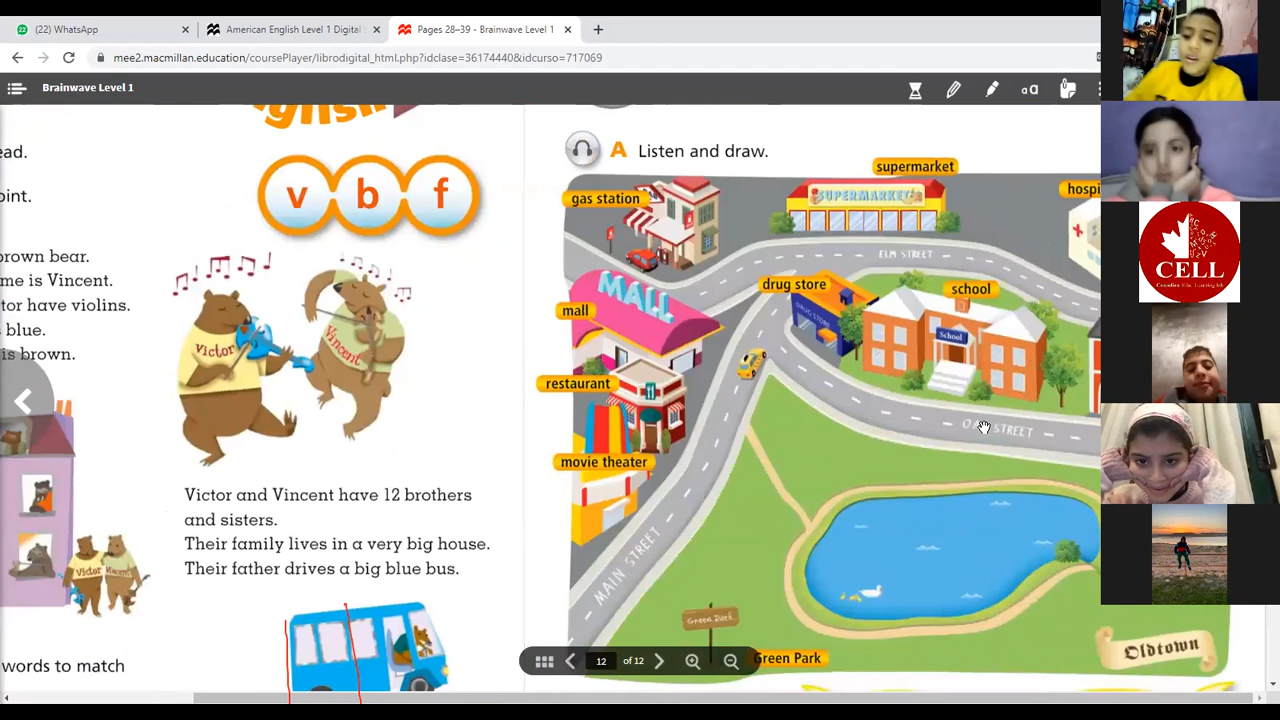 (22) WhatsApp
American English Level 1 Digital
Pages 28–39 - Brainwave Level 1
mee2.macmillan.education/coursePlayer/librodigital_html.php?idclase=36174440&idcurso=717069
Brainwave Level 1
English
ead.
oint.
brown bear.
me is Vincent.
tor have violins.
s blue.
is brown.
words to match
v b f
Victor
Vincent
Victor and Vincent have 12 brothers
and sisters.
Their family lives in a very big house.
Their father drives a big blue bus.
Victor
Vincent
A Listen and draw.
supermarket
gas station
SUPERMARKET
hospi
ELM STREET
drug store
school
MALL
mall
DRUG STORE
School
restaurant
movie theater
MAIN STREET
Green Park
Green Park
Oldtown
12 of 12
CELL